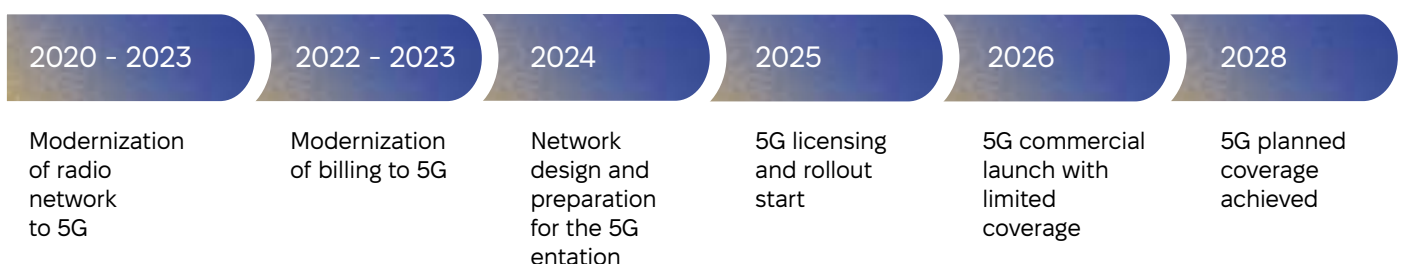 2020 - 2023
Modernization
of radio
network
to 5G
2022 - 2023
Modernization
of billing to 5G
2024
Network
design and
preparation
for the 5G
entation
2025
5G licensing
and rollout
start
2026
5G commercial
launch with
limited
coverage
2028
5G planned
coverage
achieved